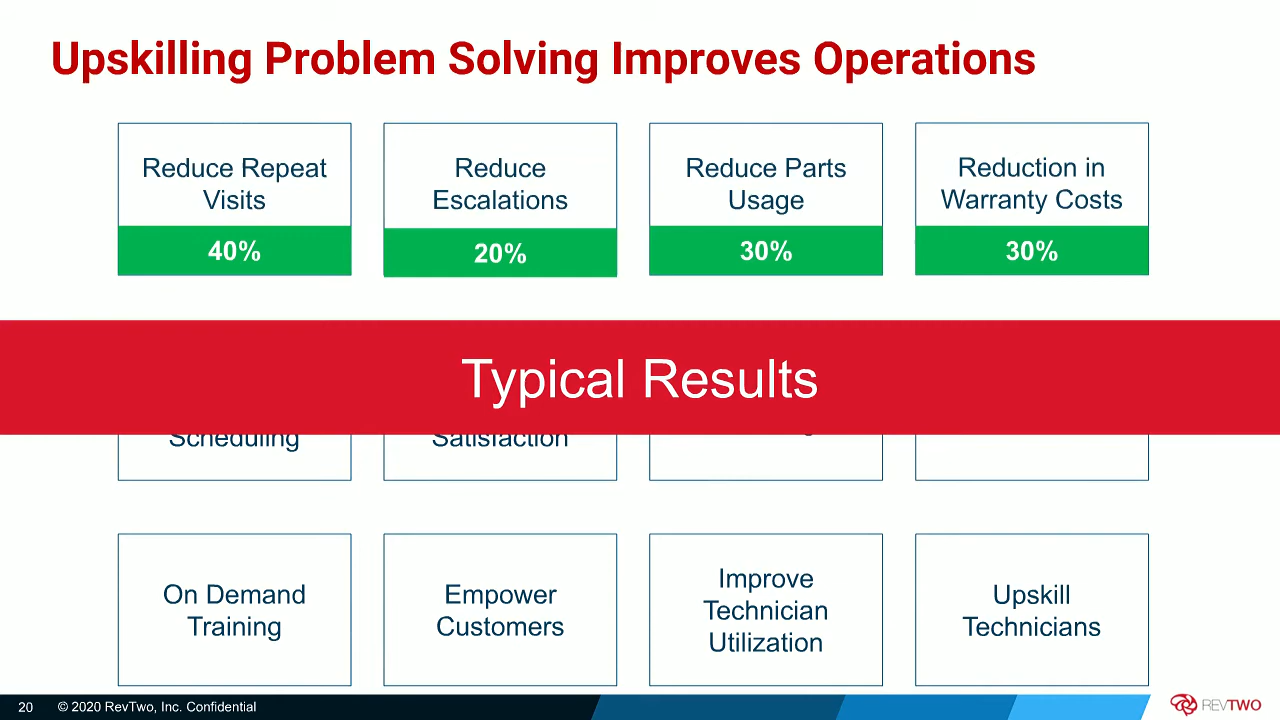 Upskilling Problem Solving Improves Operations
Reduce Repeat
Visits
40%
Reduce
Escalations
20%
Reduce Parts
Usage
30%
Reduction in
Warranty Costs
30%
Typical Results
Scheduling
Satisfaction
On Demand
Training
Empower
Customers
Improve
Technician
Utilization
Upskill
Technicians
20
© 2020 RevTwo, Inc. Confidential
REVTWO